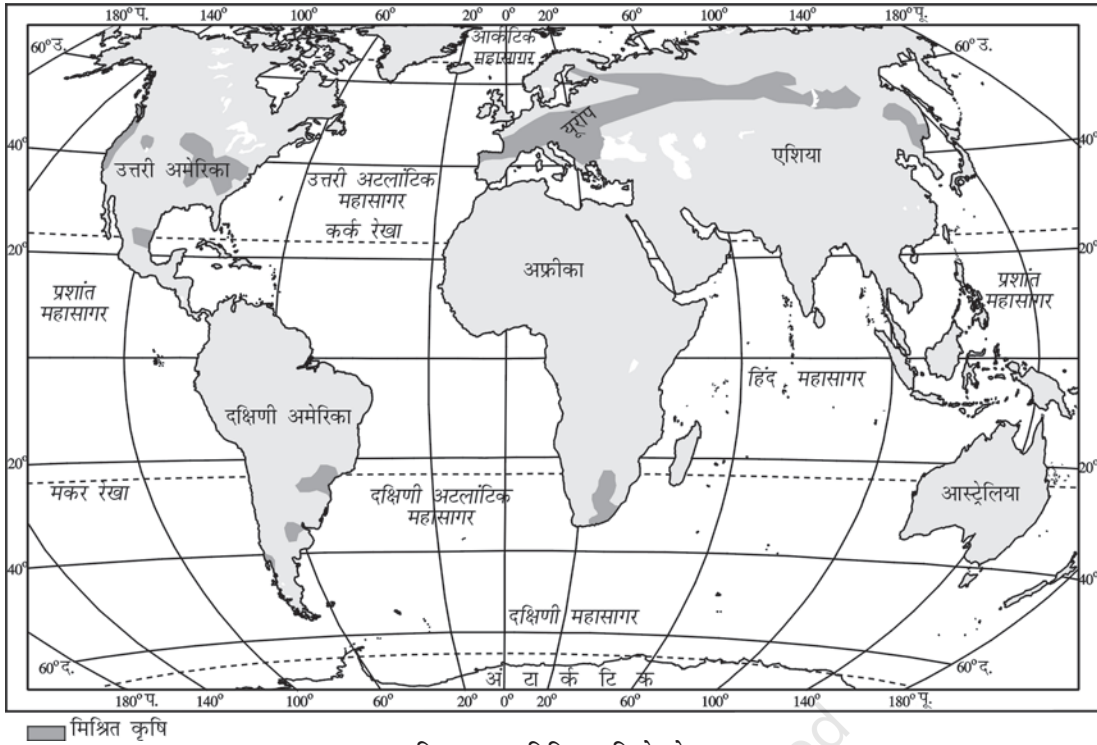 180° प. 140° 100° 60° 20° 0° 20° 60° 100° 140° 180° पू.
60° उ. आर्कटिक महासागर 60° उ.
यूरोप
40° 40°
उत्तरी अमेरिका
एशिया
उत्तरी अटलांटिक
महासागर
कर्क रेखा
20° 20°
अफ्रीका
प्रशांत
महासागर
प्रशांत
महासागर
हिंद महासागर
दक्षिणी अमेरिका
20° 20°
मकर रेखा
दक्षिणी अटलांटिक
महासागर
आस्ट्रेलिया
40° 40°
दक्षिणी महासागर
60° द. 60° द.
अंटार्कटिक
180° प. 140° 100° 60° 20° 0° 20° 60° 100° 140° 180° पू.
मिश्रित कृषि